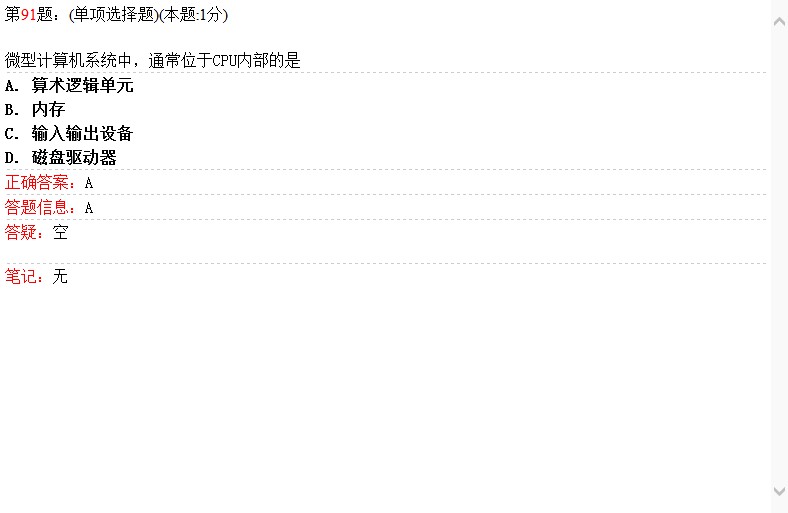 第91题：(单项选择题)(本题:1分)
微型计算机系统中，通常位于CPU内部的是
A. 算术逻辑单元
B. 内存
C. 输入输出设备
D. 磁盘驱动器
正确答案：A
答题信息：A
答疑：空
笔记：无